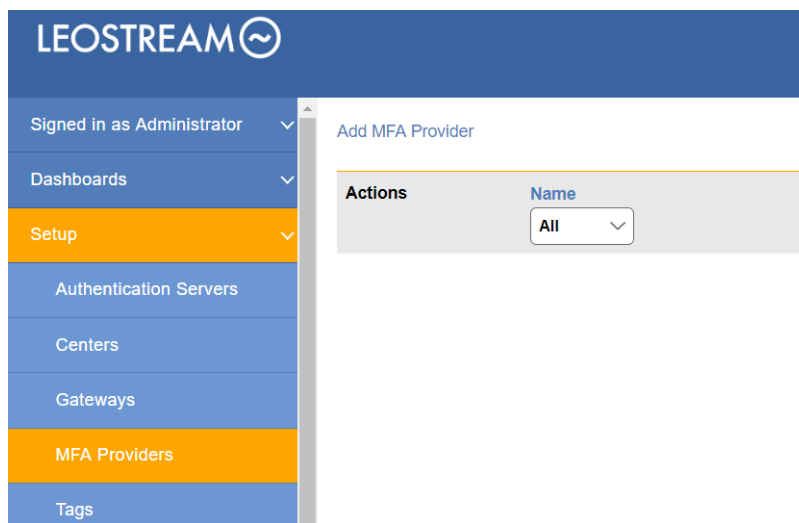 LEOSTREAM
Signed in as Administrator
Dashboards
Setup
Authentication Servers
Centers
Gateways
MFA Providers
Tags
Add MFA Provider
Actions
Name
All